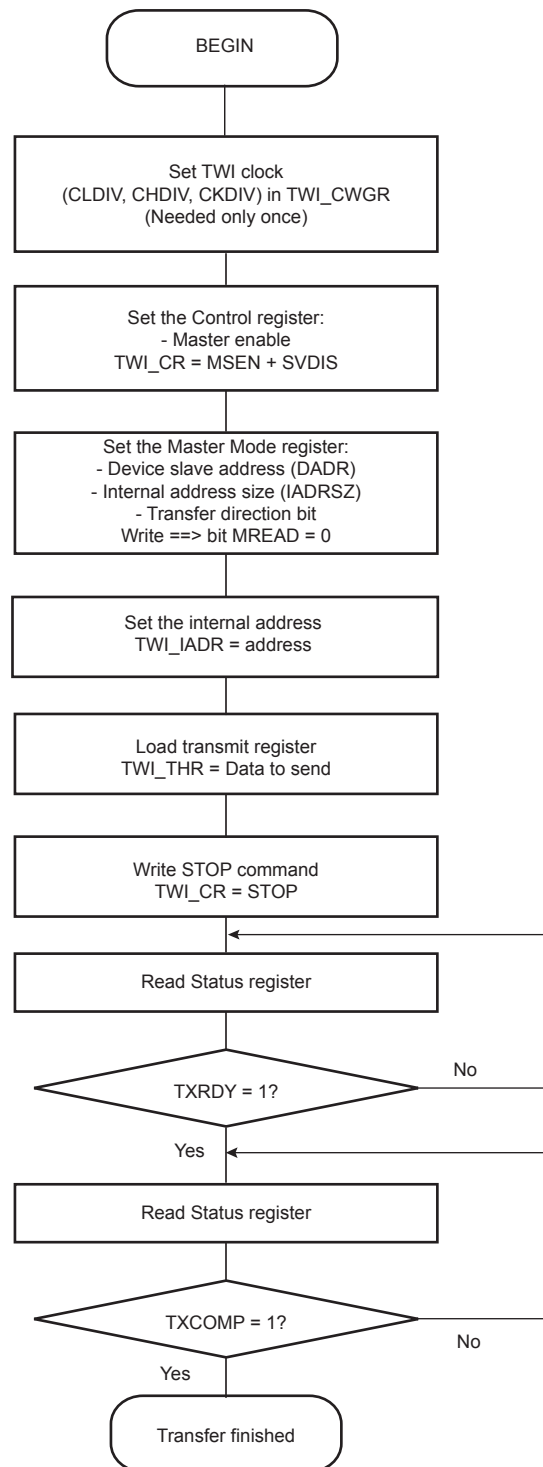 BEGIN
Set TWI clock
(CLDIV, CHDIV, CKDIV) in TWI_CWGR
(Needed only once)
Set the Control register:
- Master enable
TWI_CR = MSEN + SVDIS
Set the Master Mode register:
- Device slave address (DADR)
- Internal address size (IADRSZ)
- Transfer direction bit
Write ==> bit MREAD = 0
Set the internal address
TWI_IADR = address
Load transmit register
TWI_THR = Data to send
Write STOP command
TWI_CR = STOP
Read Status register
TXRDY = 1?
No
Yes
Read Status register
TXCOMP = 1?
No
Yes
Transfer finished